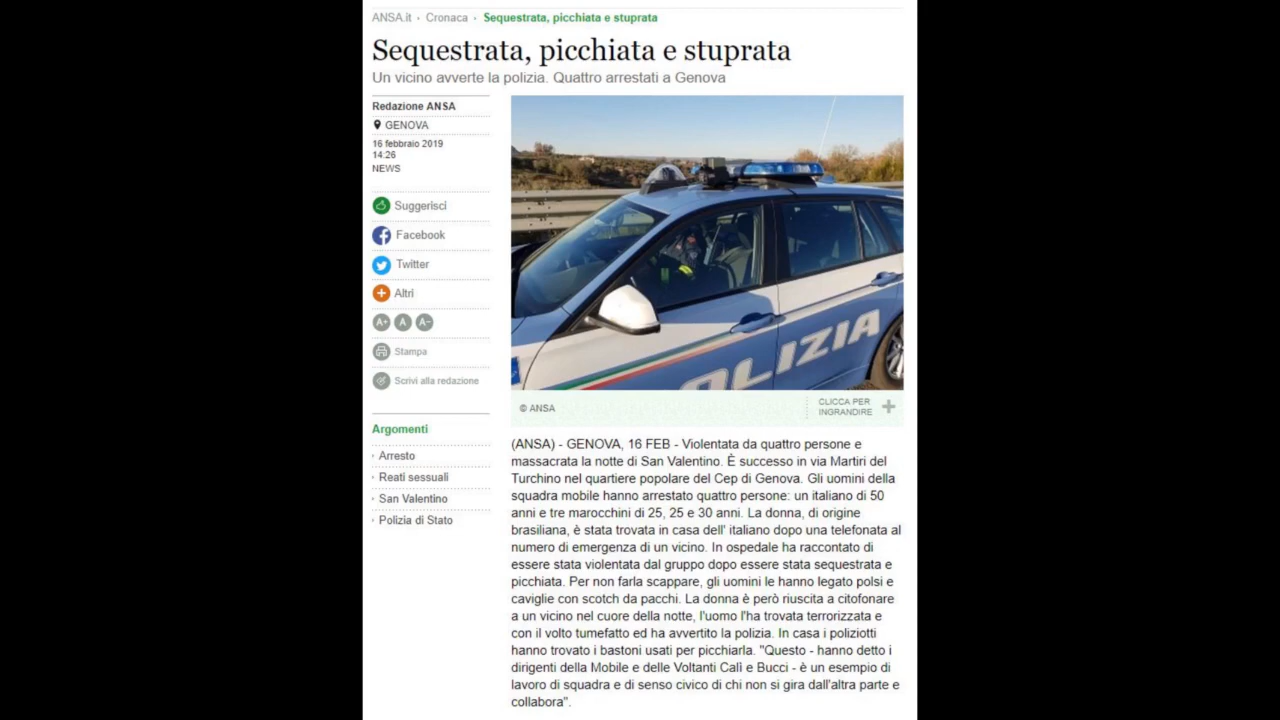 ANSA.it • Cronaca • Sequestrata, picchiata e stuprata
Sequestrata, picchiata e stuprata
Un vicino avverte la polizia. Quattro arrestati a Genova
Redazione ANSA
GENOVA
16 febbraio 2019
14:26
NEWS
Suggerisci
Facebook
Twitter
Altri
A+ A A-
Stampa
Scrivi alla redazione
Argomenti
Arresto
Reati sessuali
San Valentino
Polizia di Stato
OLIZIA
© ANSA
CLICCA PER
INGRANDIRE
(ANSA) - GENOVA, 16 FEB - Violentata da quattro persone e
massacrata la notte di San Valentino. È successo in via Martiri del
Turchino nel quartiere popolare del Cep di Genova. Gli uomini della
squadra mobile hanno arrestato quattro persone: un italiano di 50
anni e tre marocchini di 25, 25 e 30 anni. La donna, di origine
brasiliana, è stata trovata in casa dell' italiano dopo una telefonata al
numero di emergenza di un vicino. In ospedale ha raccontato di
essere stata violentata dal gruppo dopo essere stata sequestrata e
picchiata. Per non farla scappare, gli uomini le hanno legato polsi e
caviglie con scotch da pacchi. La donna è però riuscita a citofonare
a un vicino nel cuore della notte, l'uomo l'ha trovata terrorizzata e
con il volto tumefatto ed ha avvertito la polizia. In casa i poliziotti
hanno trovato i bastoni usati per picchiarla. "Questo - hanno detto i
dirigenti della Mobile e delle Volanti Calì e Bucci - è un esempio di
lavoro di squadra e di senso civico di chi non si gira dall'altra parte e
collabora".